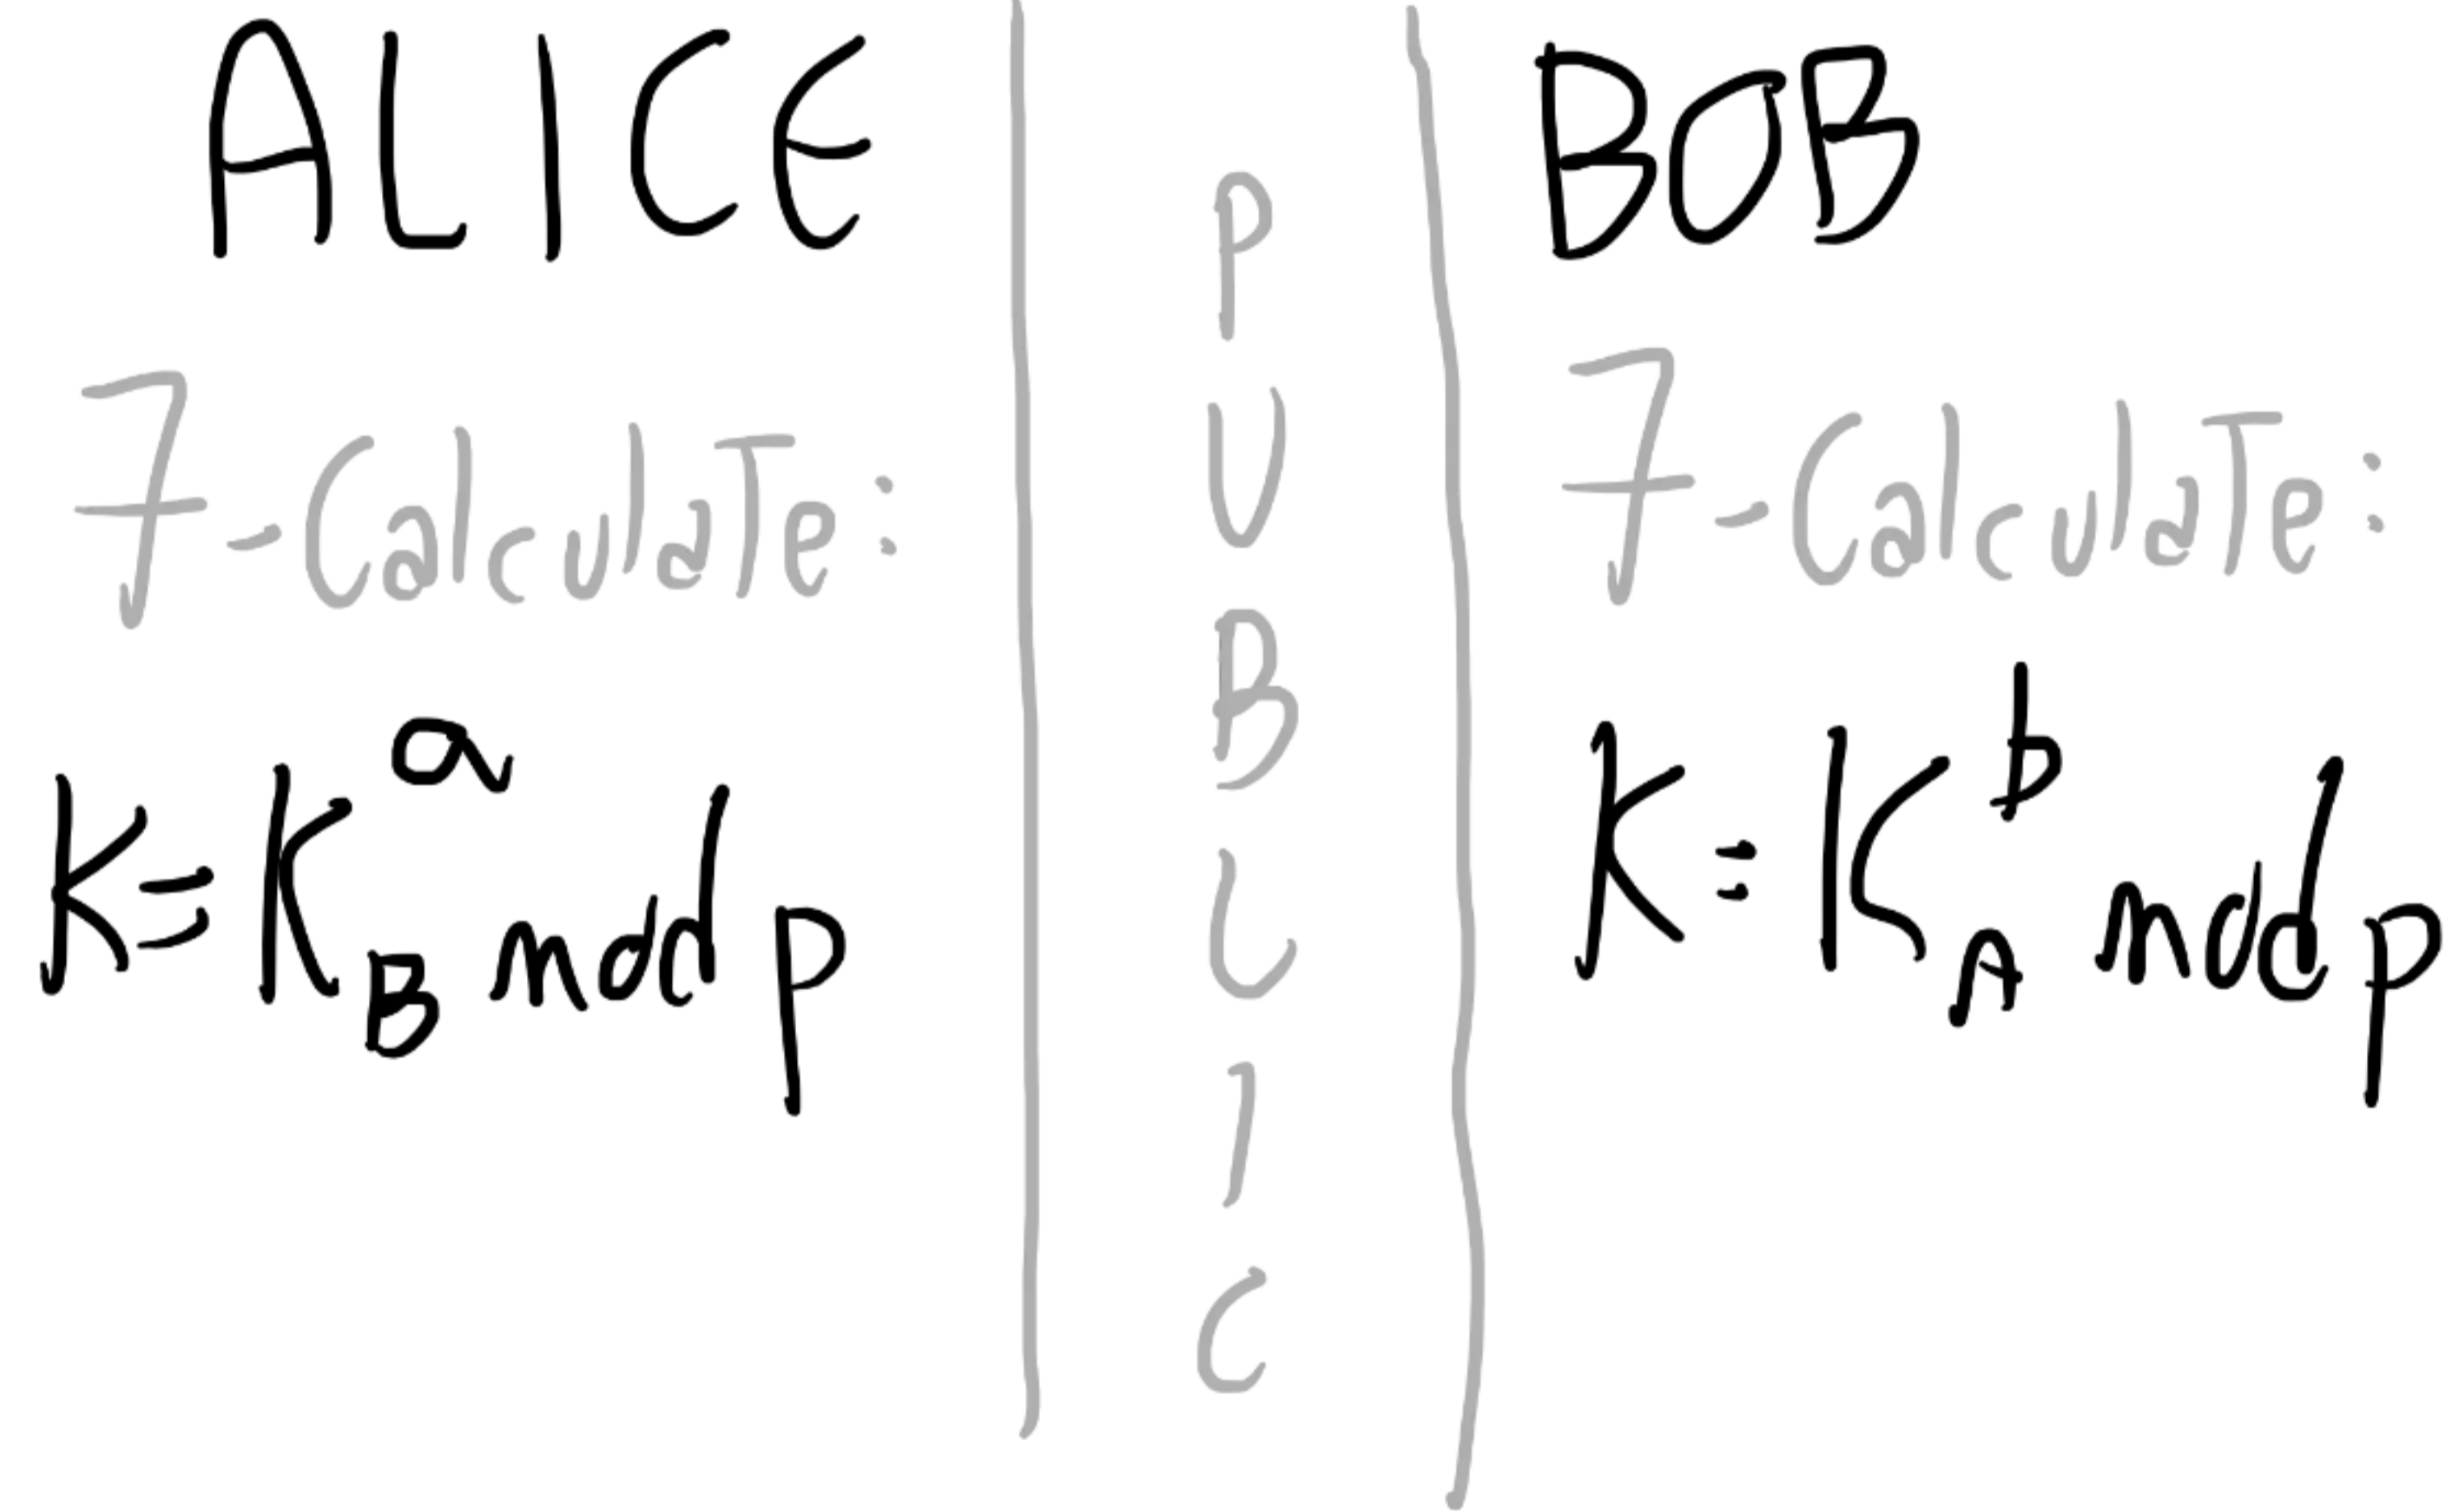 ALICE
7-CalculaTe:
K=K_B^a mod p
PUBLIC
BOB
7-CalculaTe:
K=K_A^b mod p